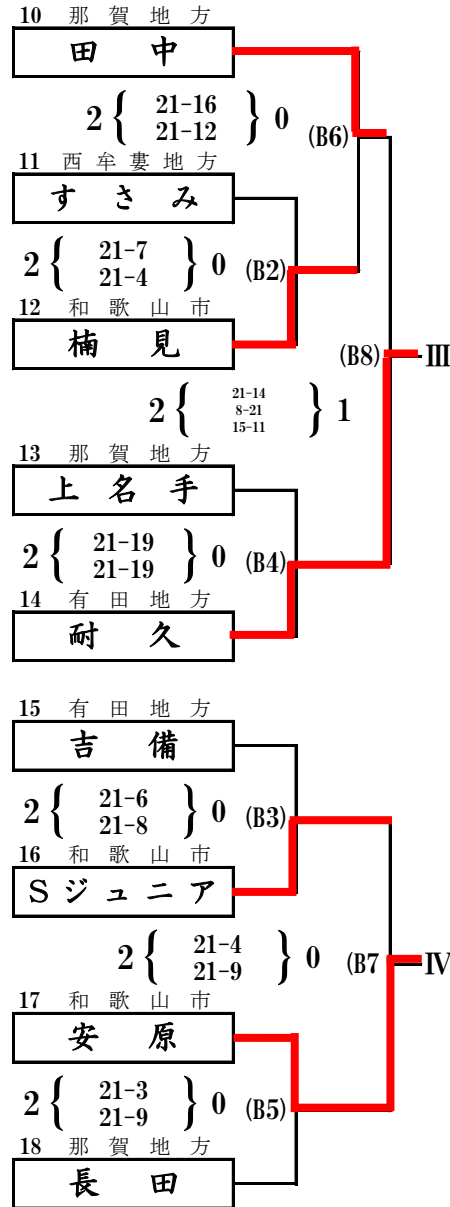 10 那賀地方
田中
2 { 21-16 21-12 } 0 (B6)
11 西牟婁地方
すさみ
2 { 21-7 21-4 } 0 (B2)
12 和歌山市
楠見
(B8) Ⅲ
2 { 21-14 8-21 15-11 } 1
13 那賀地方
上名手
2 { 21-19 21-19 } 0 (B4)
14 有田地方
耐久
15 有田地方
吉備
2 { 21-6 21-8 } 0 (B3)
16 和歌山市
Sジュニア
2 { 21-4 21-9 } 0 (B7 Ⅳ
17 和歌山市
安原
2 { 21-3 21-9 } 0 (B5)
18 那賀地方
長田